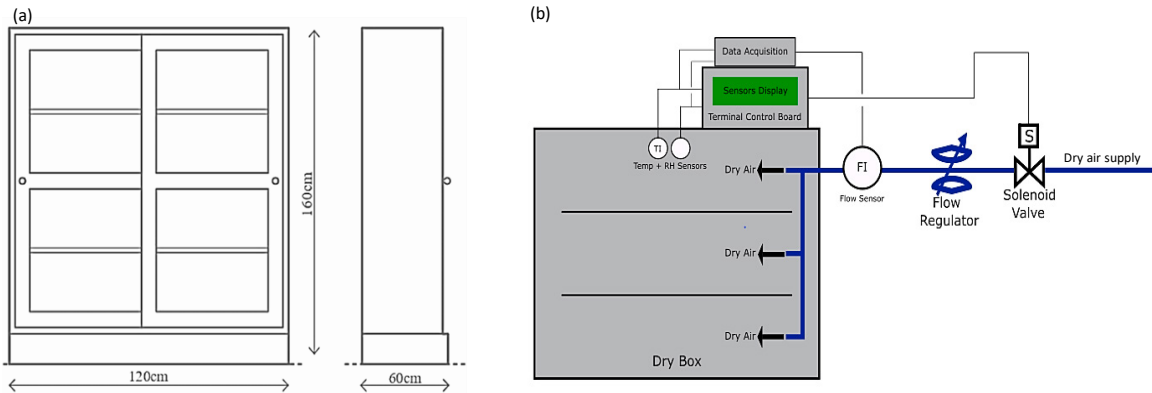 (a)
160cm
120cm
60cm
(b)
Data Acquisition
Sensors Display
Terminal Control Board
TI
Temp + RH Sensors
Dry Air
FI
Flow Sensor
Flow
Regulator
S
Solenoid
Valve
Dry air supply
Dry Air
Dry Air
Dry Box